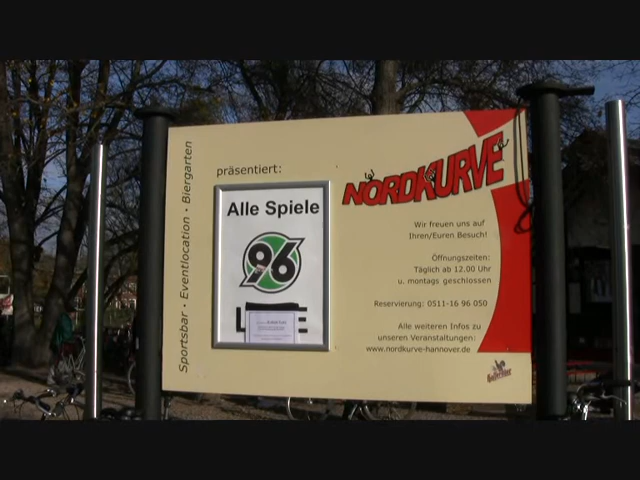 Sportsbar · Eventlocation · Biergarten
präsentiert:
Alle Spiele
96
NORDKURVE
Wir freuen uns auf
Ihren/Euren Besuch!
Öffnungszeiten:
Täglich ab 12.00 Uhr
u. montags geschlossen
Reservierung: 0511-16 96 050
Alle weiteren Infos zu
unseren Veranstaltungen:
www.nordkurve-hannover.de